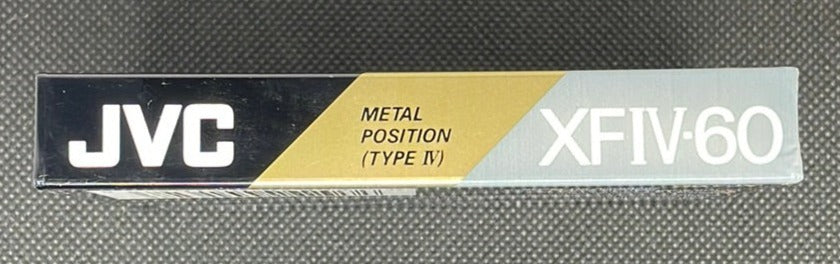 JVC
METAL
POSITION
(TYPE IV)
XFIV·60